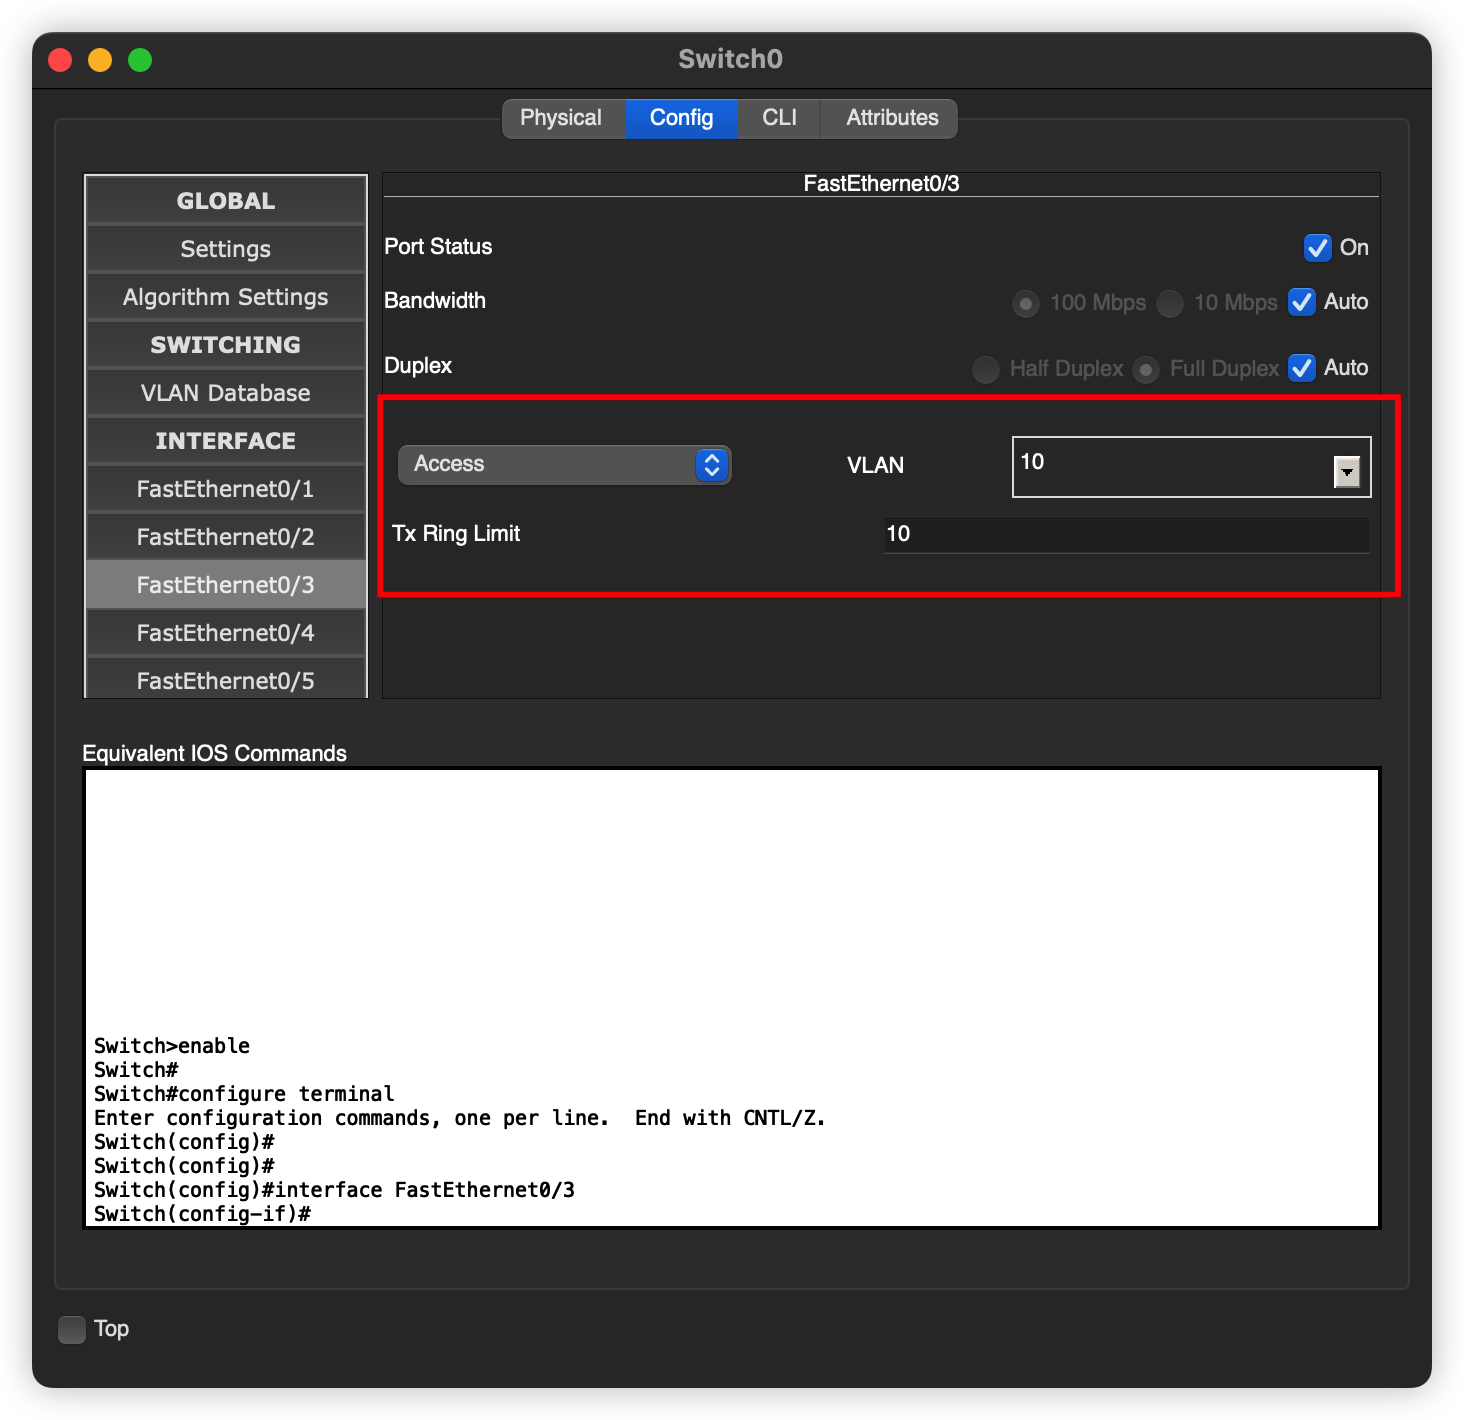 Switch0
Physical Config CLI Attributes
GLOBAL
Settings
Algorithm Settings
SWITCHING
VLAN Database
INTERFACE
FastEthernet0/1
FastEthernet0/2
FastEthernet0/3
FastEthernet0/4
FastEthernet0/5
FastEthernet0/3
Port Status On
Bandwidth 100 Mbps 10 Mbps Auto
Duplex Half Duplex Full Duplex Auto
Access VLAN 10
Tx Ring Limit 10
Equivalent IOS Commands
Switch>enable
Switch#
Switch#configure terminal
Enter configuration commands, one per line.  End with CNTL/Z.
Switch(config)#
Switch(config)#
Switch(config)#interface FastEthernet0/3
Switch(config-if)#
Top